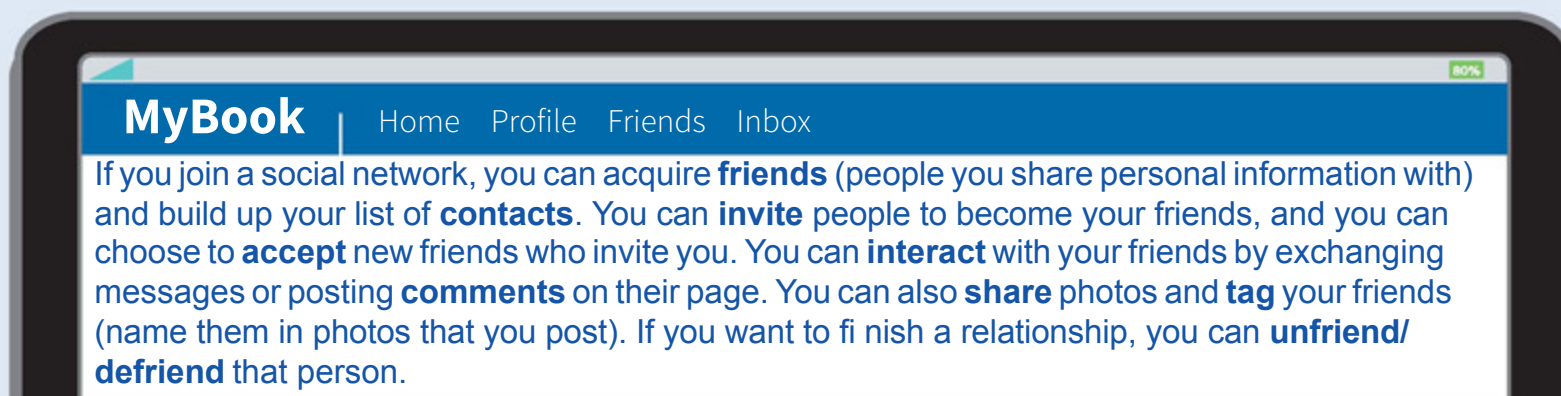 80%
MyBook Home Profile Friends Inbox
If you join a social network, you can acquire friends (people you share personal information with)
and build up your list of contacts. You can invite people to become your friends, and you can
choose to accept new friends who invite you. You can interact with your friends by exchanging
messages or posting comments on their page. You can also share photos and tag your friends
(name them in photos that you post). If you want to fi nish a relationship, you can unfriend/
defriend that person.